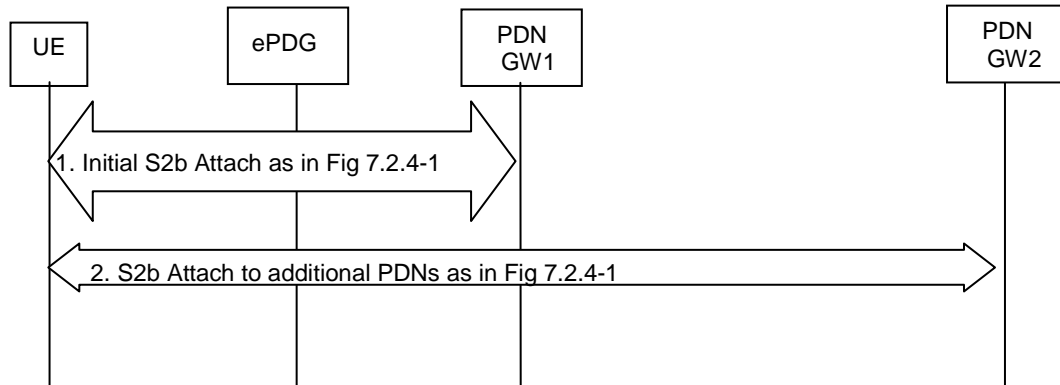 UE
ePDG
PDN
GW1
PDN
GW2
1. Initial S2b Attach as in Fig 7.2.4-1
2. S2b Attach to additional PDNs as in Fig 7.2.4-1